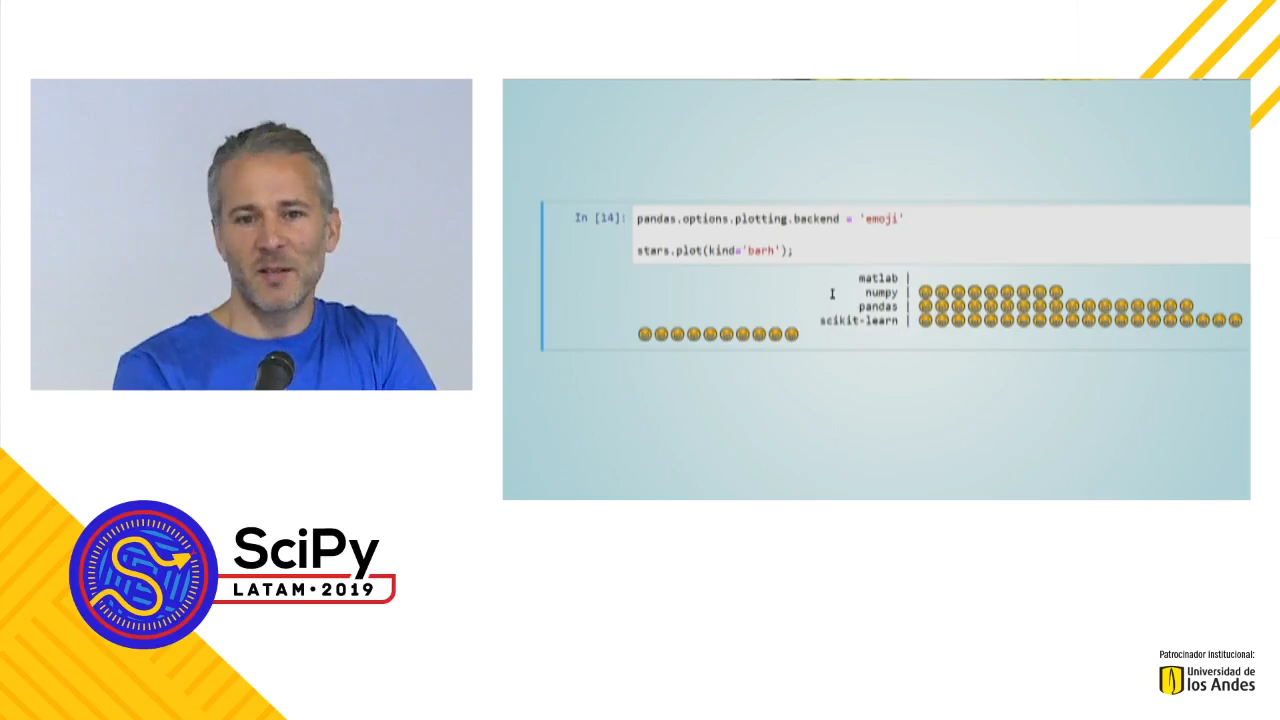 In [14]: pandas.options.plotting.backend = 'emoji'
stars.plot(kind='barh');
matlab |
numpy |
pandas |
scikit-learn |
SciPy
LATAM•2019
Patrocinador Institucional:
Universidad de
los Andes